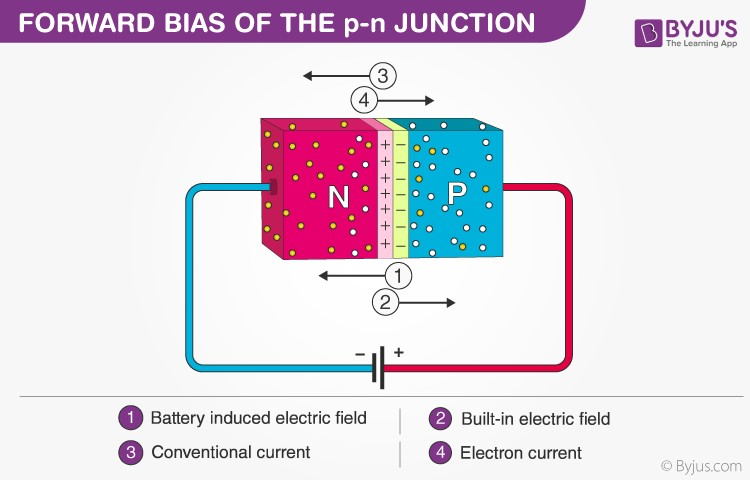 FORWARD BIAS OF THE p-n JUNCTION
BYJU'S
The Learning App
3
4
N
P
+ −
+ −
+ −
+ −
+ −
+ −
+ −
1
2
− +
1 Battery induced electric field
2 Built-in electric field
3 Conventional current
4 Electron current
© Byjus.com